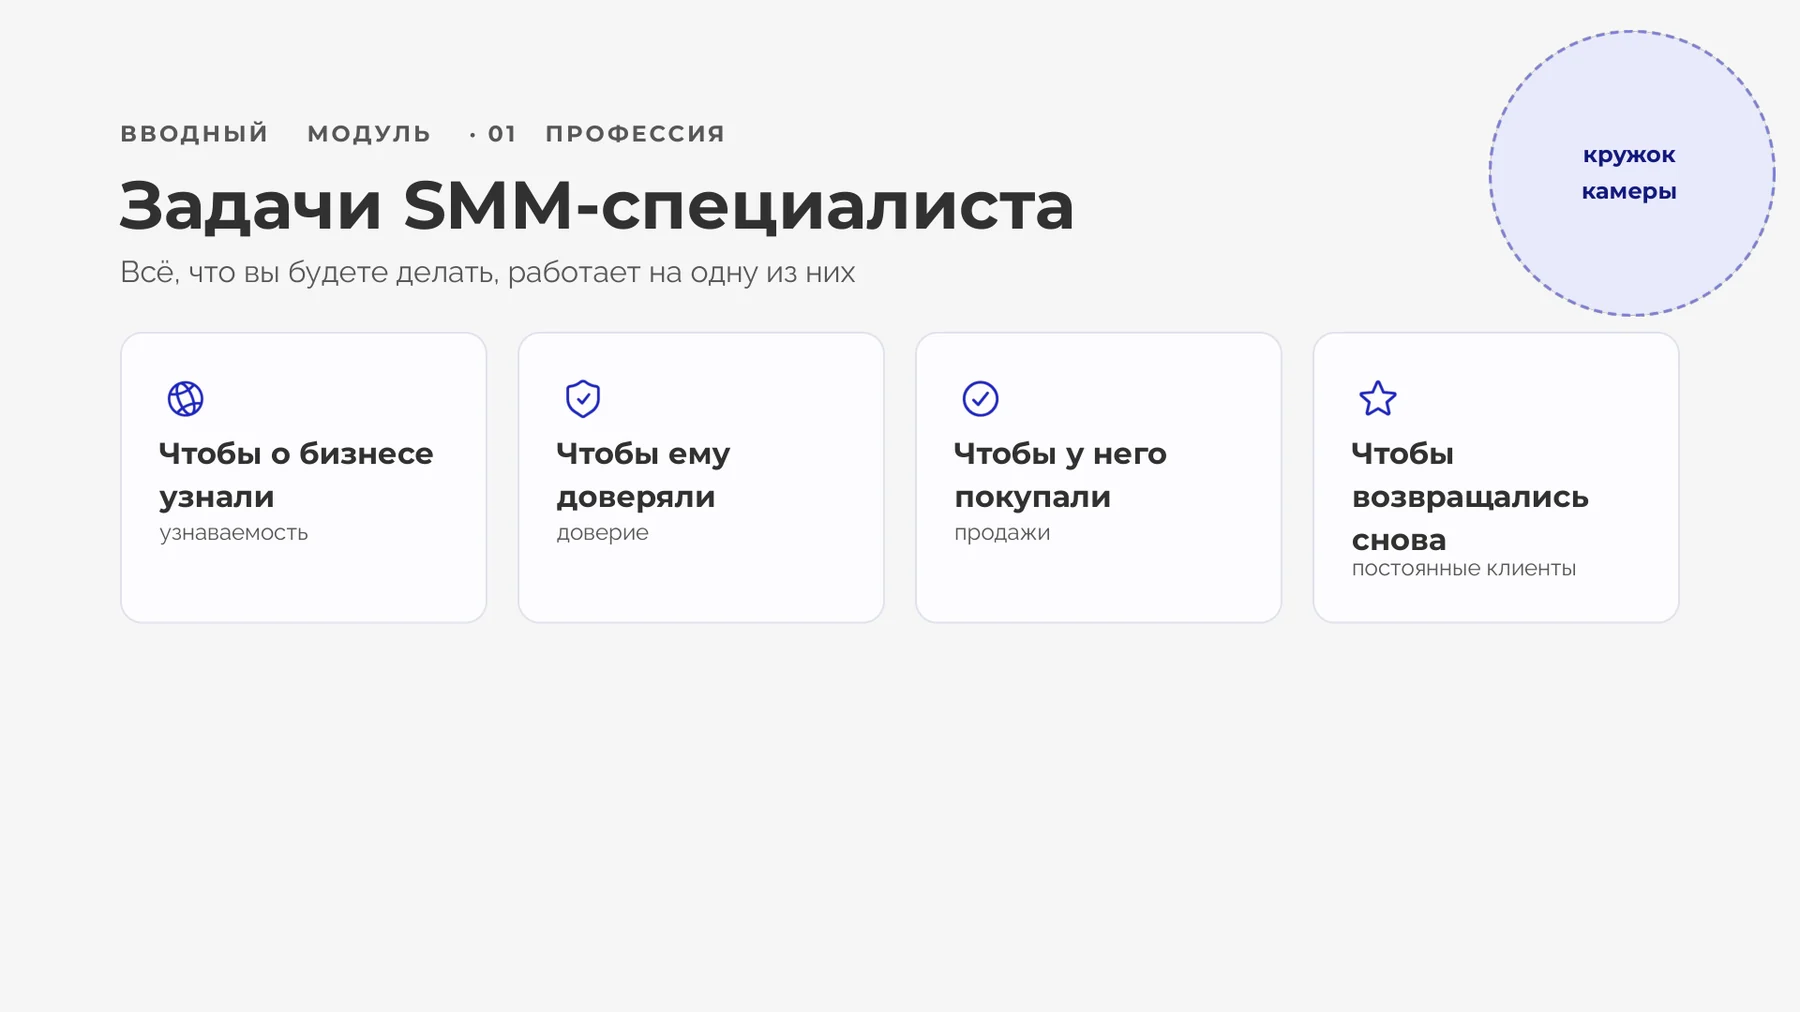 ВВОДНЫЙ МОДУЛЬ · 01 ПРОФЕССИЯ
Задачи SMM-специалиста
Всё, что вы будете делать, работает на одну из них
кружок
камеры
Чтобы о бизнесе
узнали
узнаваемость
Чтобы ему
доверяли
доверие
Чтобы у него
покупали
продажи
Чтобы
возвращались
снова
постоянные клиенты